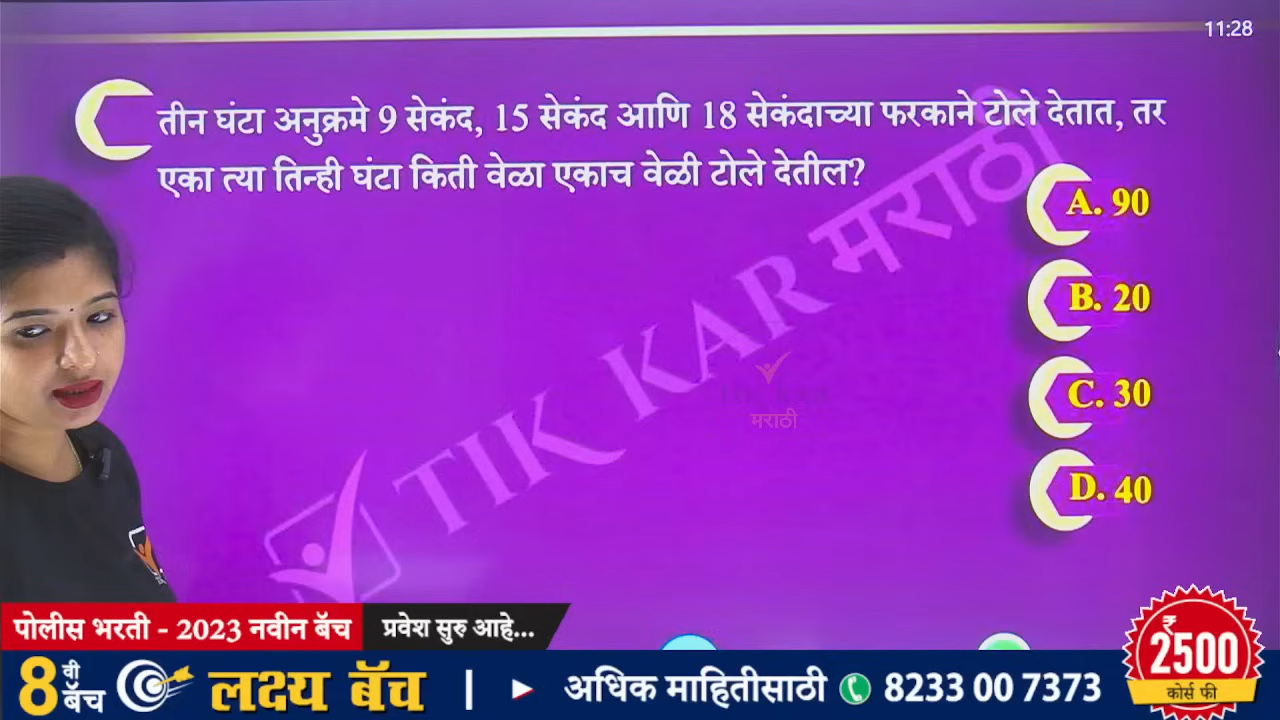 11:28
तीन घंटा अनुक्रमे 9 सेकंद, 15 सेकंद आणि 18 सेकंदाच्या फरकाने टोले देतात, तर
एका त्या तिन्ही घंटा किती वेळा एकाच वेळी टोले देतील?
A. 90
B. 20
C. 30
D. 40
TIK KAR मराठी
मराठी
पोलीस भरती - 2023 नवीन बॅच
प्रवेश सुरु आहे...
8 वी बॅच
लक्ष्य बॅच
अधिक माहितीसाठी 8233 00 7373
₹ 2500
कोर्स फी